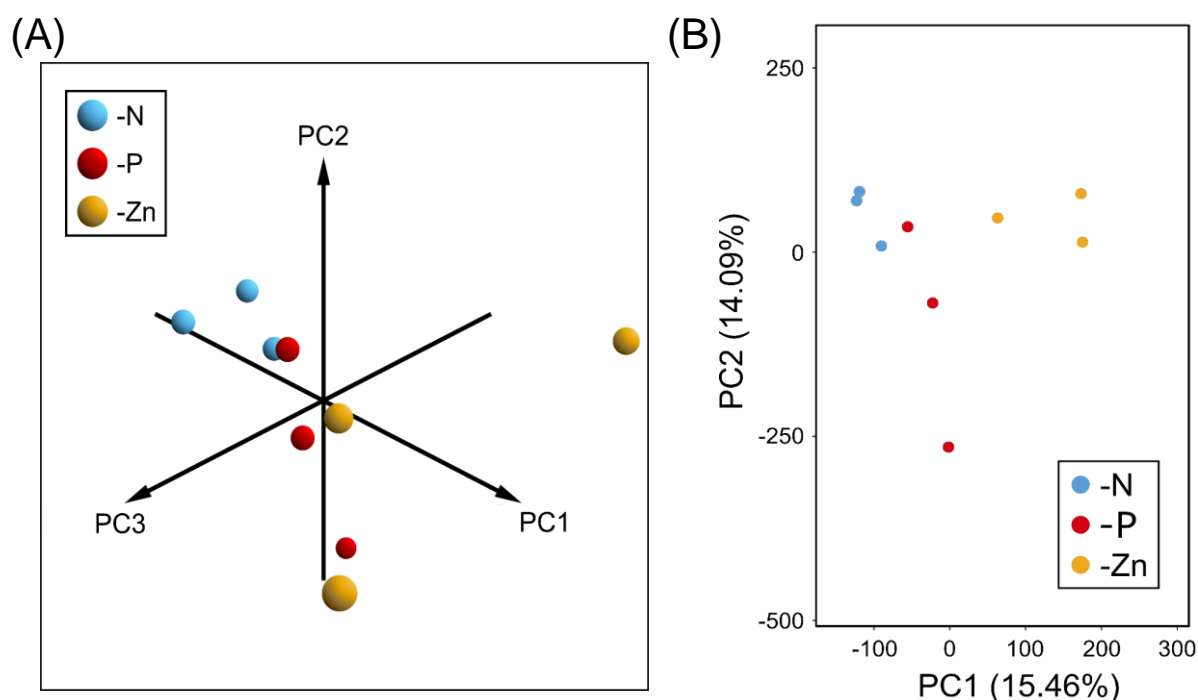 (A)
-N
-P
-Zn
PC2
PC3
PC1
(B)
250
0
-250
-500
PC2 (14.09%)
-N
-P
-Zn
-100 0 100 200 300
PC1 (15.46%)